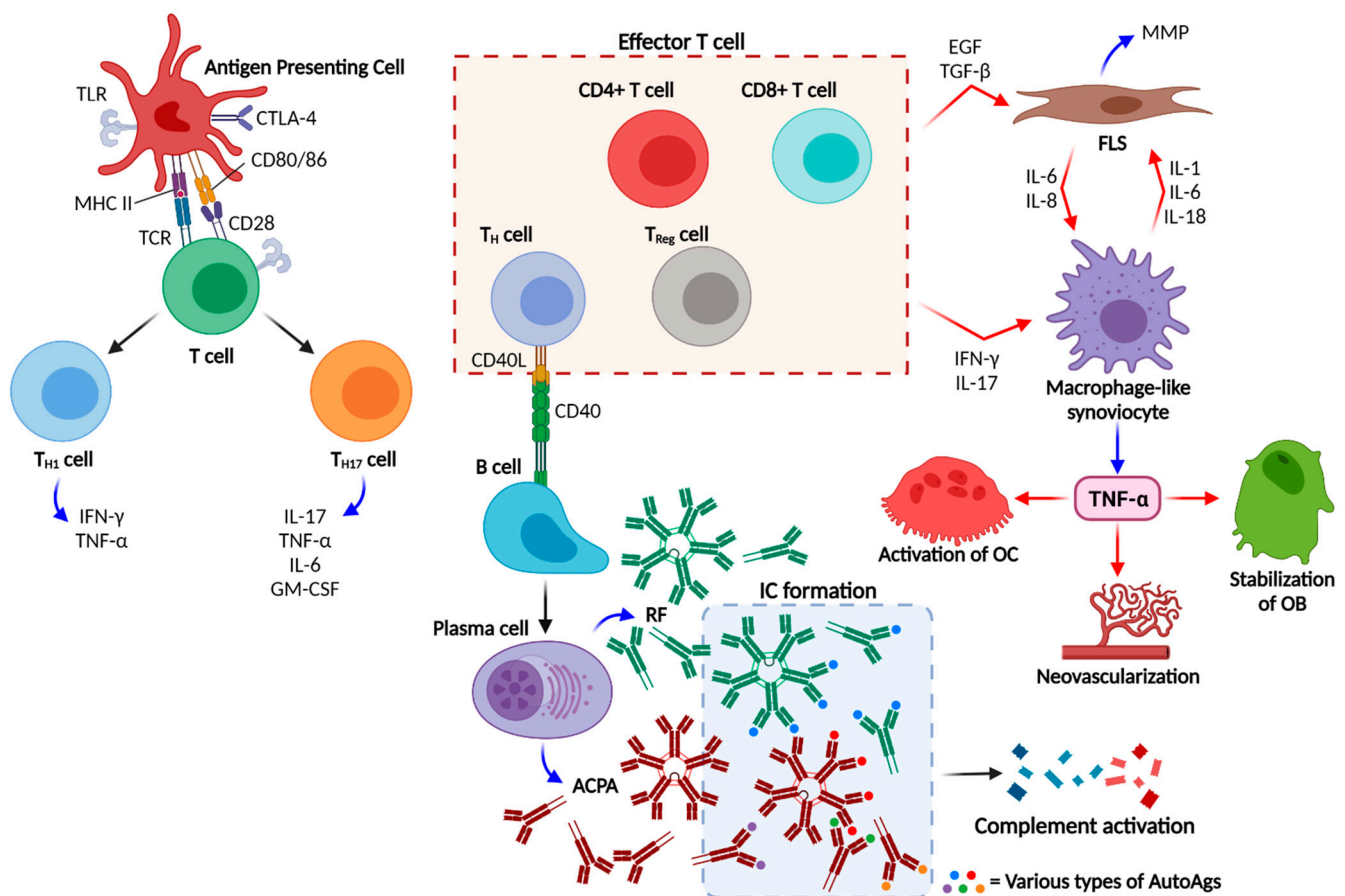 Antigen Presenting Cell
TLR
CTLA-4
CD80/86
MHC II
TCR
CD28
T cell
TH1 cell
TH17 cell
IFN-γ
TNF-α
IL-17
TNF-α
IL-6
GM-CSF
Effector T cell
CD4+ T cell
CD8+ T cell
TH cell
TReg cell
CD40L
CD40
B cell
Plasma cell
RF
ACPA
IC formation
EGF
TGF-β
MMP
FLS
IL-6
IL-8
IL-1
IL-6
IL-18
IFN-γ
IL-17
Macrophage-like
synoviocyte
TNF-α
Activation of OC
Stabilization
of OB
Neovascularization
Complement activation
= Various types of AutoAgs